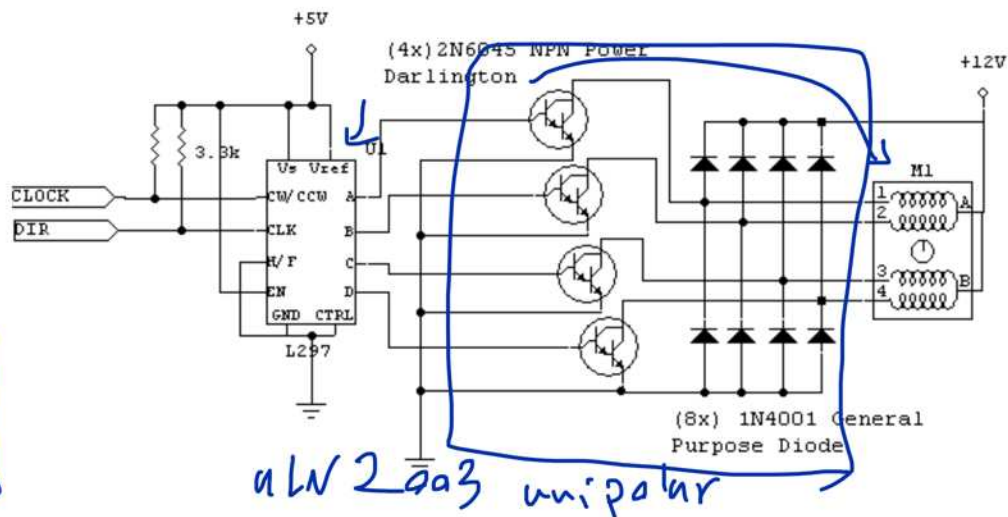 +5V
(4x)2N6045 NPN Power
Darlington
+12V
3.3k
U1
Vs Vref
M1
CLOCK
CW/CCW A
1
A
2
DIR
CLK B
H/F C
3
B
4
EN D
GND CTRL
L297
(8x) 1N4001 General
Purpose Diode
uLN2003 unipolar